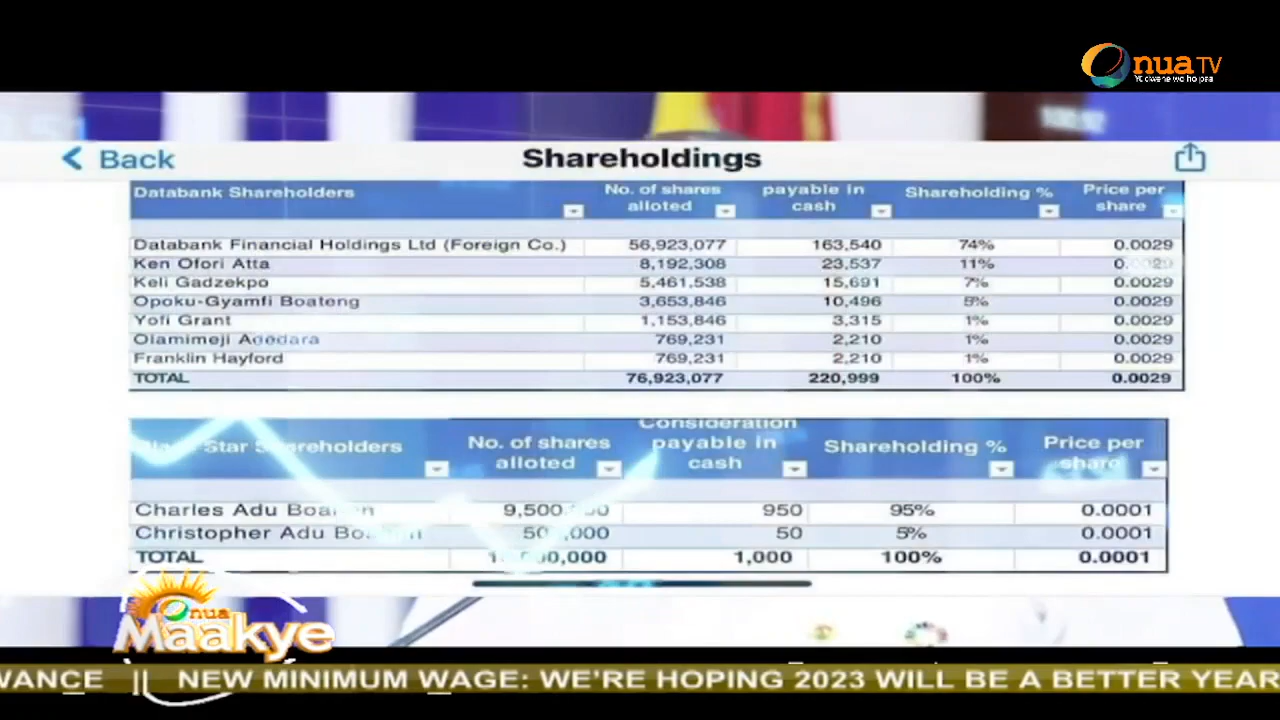 nua TV
Back
Shareholdings
Databank Shareholders No. of shares alloted payable in cash Shareholding % Price per share
Databank Financial Holdings Ltd (Foreign Co.) 56,923,077 163,540 74% 0.0029
Ken Ofori Atta 8,192,308 23,537 11%
Keli Gadzekpo 5,461,538 15,691 7% 0.0029
Opoku-Gyamfi Boateng 3,653,846 10,496 5% 0.0029
Yofi Grant 1,153,846 3,315 1% 0.0029
Olamimeji 769,231 2,210 1% 0.0029
Franklin Hayford 769,231 2,210 1% 0.0029
TOTAL 76,923,077 220,999 100% 0.0029
Star Shareholders No. of shares alloted Consideration payable in cash Shareholding % Price per share
Charles Adu 950 95% 0.0001
Christopher Adu 50 5% 0.0001
TOTAL 1,000 100% 0.0001
nua
Maakye
WANCE || NEW MINIMUM WAGE: WE'RE HOPING 2023 WILL BE A BETTER YEAR